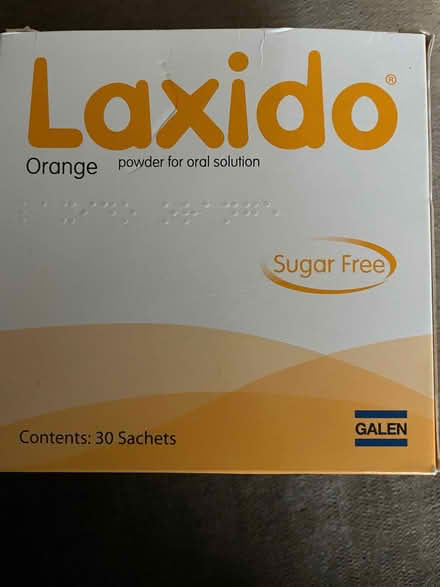 Laxido®
Orange powder for oral solution
Sugar Free
Contents: 30 Sachets
GALEN